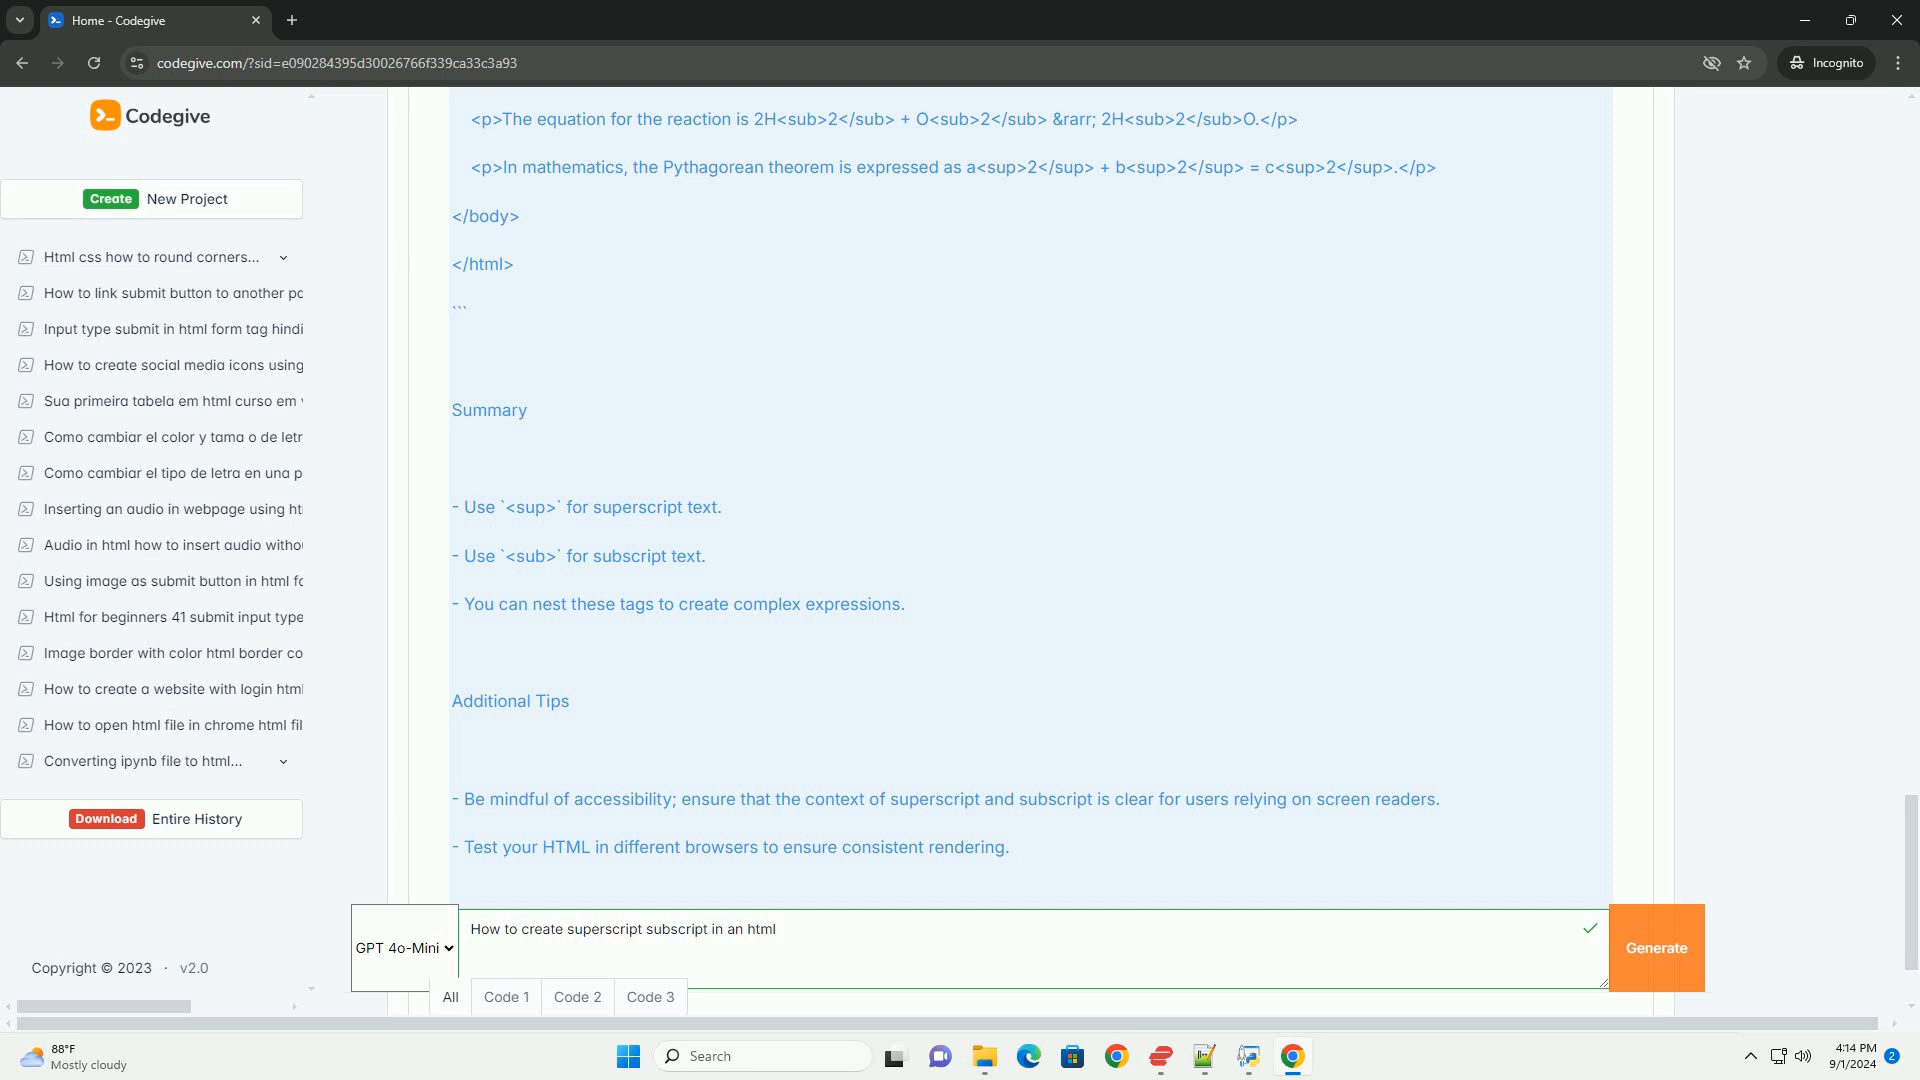 Home - Codegive
codegive.com/?sid=e090284395d30026766f339ca33c3a93
Incognito
Codegive
Create New Project
Html css how to round corners...
How to link submit button to another pa
Input type submit in html form tag hindi
How to create social media icons using
Sua primeira tabela em html curso em
Como cambiar el color y tama o de letr
Como cambiar el tipo de letra en una p
Inserting an audio in webpage using ht
Audio in html how to insert audio witho
Using image as submit button in html fo
Html for beginners 41 submit input type
Image border with color html border co
How to create a website with login html
How to open html file in chrome html fil
Converting ipynb file to html...
Download Entire History
Copyright © 2023 · v2.0
<p>The equation for the reaction is 2H<sub>2</sub> + O<sub>2</sub> &rarr; 2H<sub>2</sub>O.</p>
<p>In mathematics, the Pythagorean theorem is expressed as a<sup>2</sup> + b<sup>2</sup> = c<sup>2</sup>.</p>
</body>
</html>
```
Summary
- Use `<sup>` for superscript text.
- Use `<sub>` for subscript text.
- You can nest these tags to create complex expressions.
Additional Tips
- Be mindful of accessibility; ensure that the context of superscript and subscript is clear for users relying on screen readers.
- Test your HTML in different browsers to ensure consistent rendering.
GPT 4o-Mini
How to create superscript subscript in an html
Generate
All Code 1 Code 2 Code 3
88°F
Mostly cloudy
Search
4:14 PM
9/1/2024
2